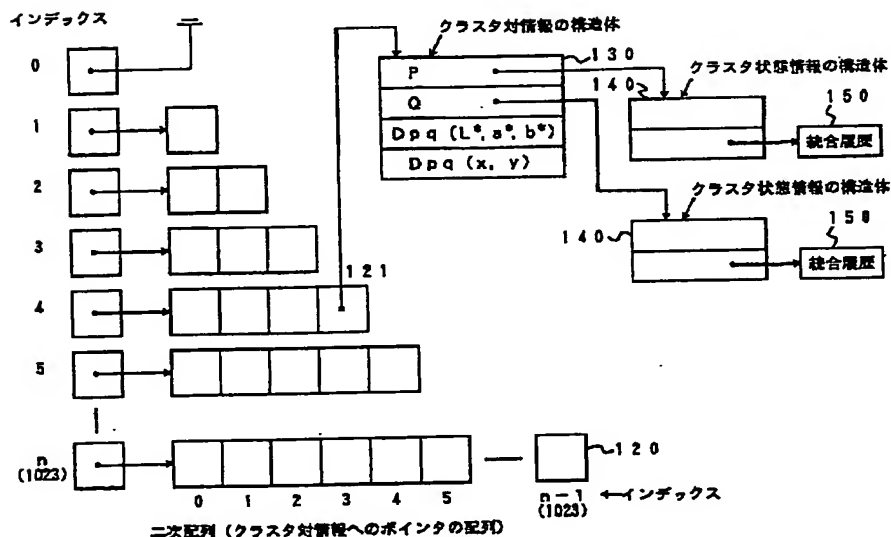 インデックス
0
1
2
3
4
5
n
(1023)
121
クラスタ対情報の構造体
130
P
Q
Dpq (L*, a*, b*)
Dpq (x, y)
クラスタ状態情報の構造体
140
150
統合履歴
クラスタ状態情報の構造体
140
150
統合履歴
120
0 1 2 3 4 5 n-1 ←インデックス
(1023)
二次配列 (クラスタ対情報へのポインタの配列)